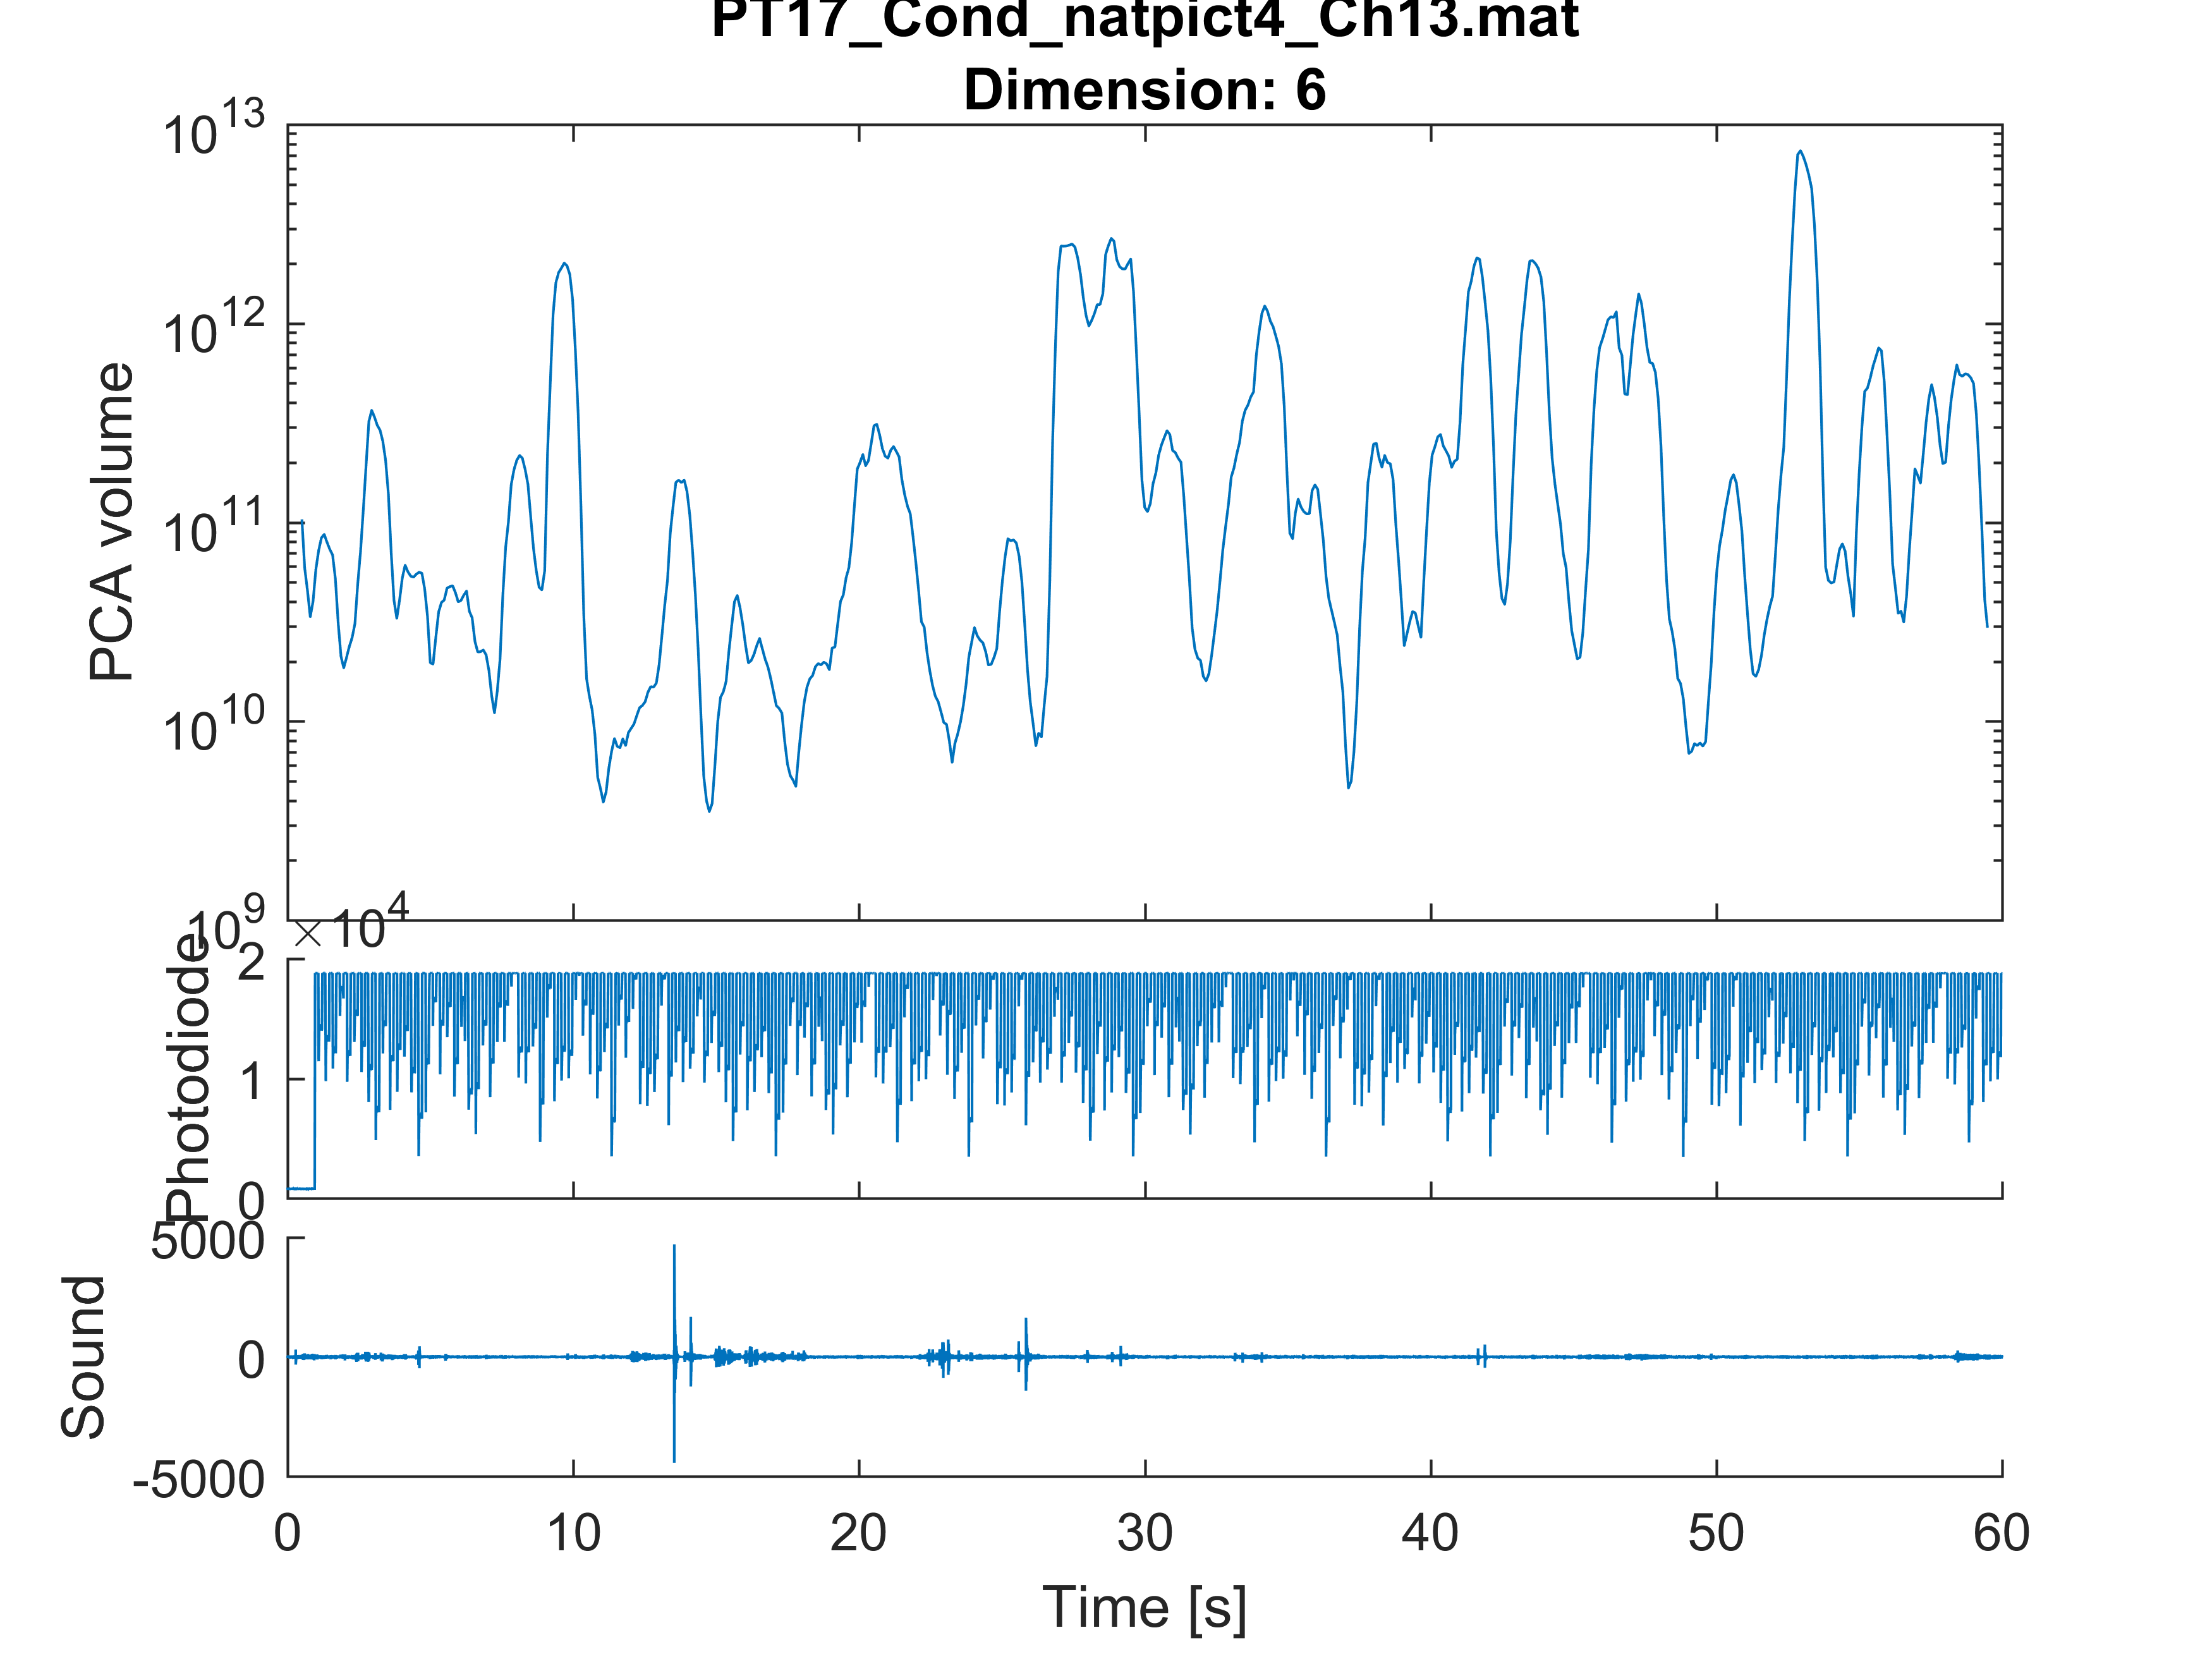 PT17_Cond_natpict4_Ch13.mat
Dimension: 6
10^13
10^12
10^11
10^10
10^9
PCA volume
× 10^4
2
1
0
Photodiode
5000
0
-5000
Sound
0 10 20 30 40 50 60
Time [s]